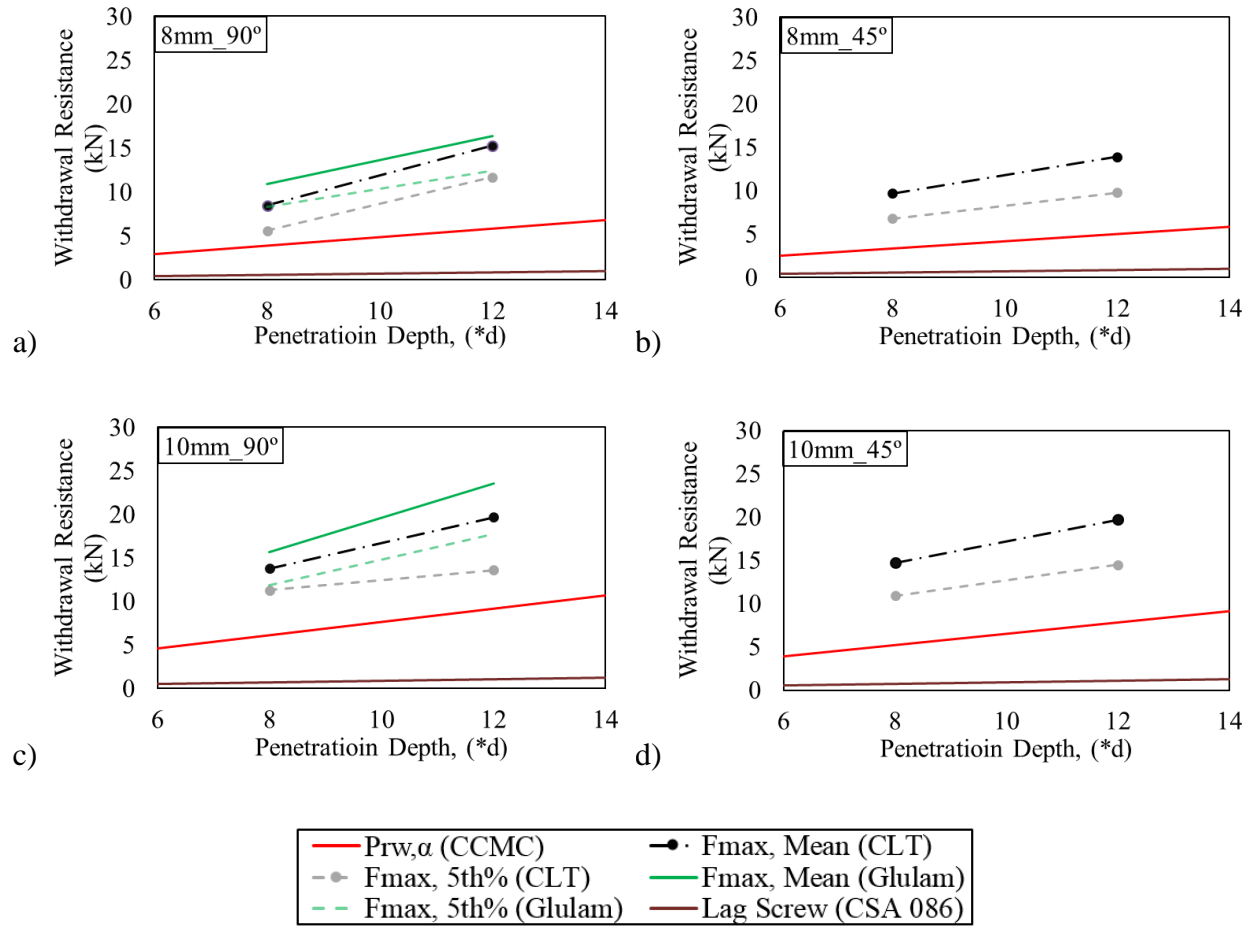 8mm_90º
Withdrawal Resistance
(kN)
30
25
20
15
10
5
0
6 8 10 12 14
Penetratioin Depth, (*d)
a)
8mm_45º
Withdrawal Resistance
(kN)
30
25
20
15
10
5
0
6 8 10 12 14
Penetratioin Depth, (*d)
b)
10mm_90º
Withdrawal Resistance
(kN)
30
25
20
15
10
5
0
6 8 10 12 14
Penetratioin Depth, (*d)
c)
10mm_45º
Withdrawal Resistance
(kN)
30
25
20
15
10
5
0
6 8 10 12 14
Penetratioin Depth, (*d)
d)
Prw,α (CCMC)
Fmax, Mean (CLT)
Fmax, 5th% (CLT)
Fmax, Mean (Glulam)
Fmax, 5th% (Glulam)
Lag Screw (CSA 086)